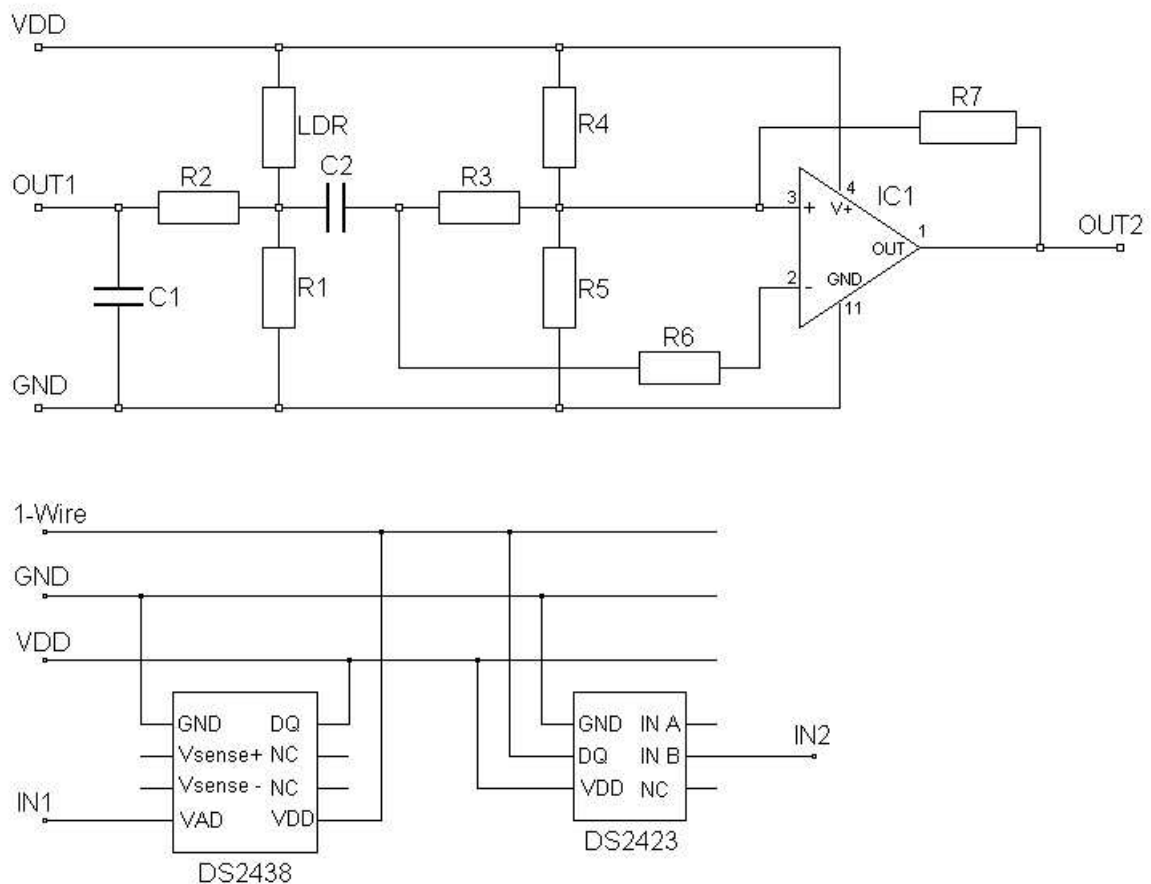 VDD
R7
LDR
R4
C2
OUT1
R2
R3
3
+
4
V+
IC1
1
OUT
OUT2
C1
R1
R5
2
-
GND
11
R6
GND
1-Wire
GND
VDD
GND DQ
Vsense+ NC
Vsense - NC
VAD VDD
IN1
DS2438
GND IN A
DQ IN B
VDD NC
IN2
DS2423